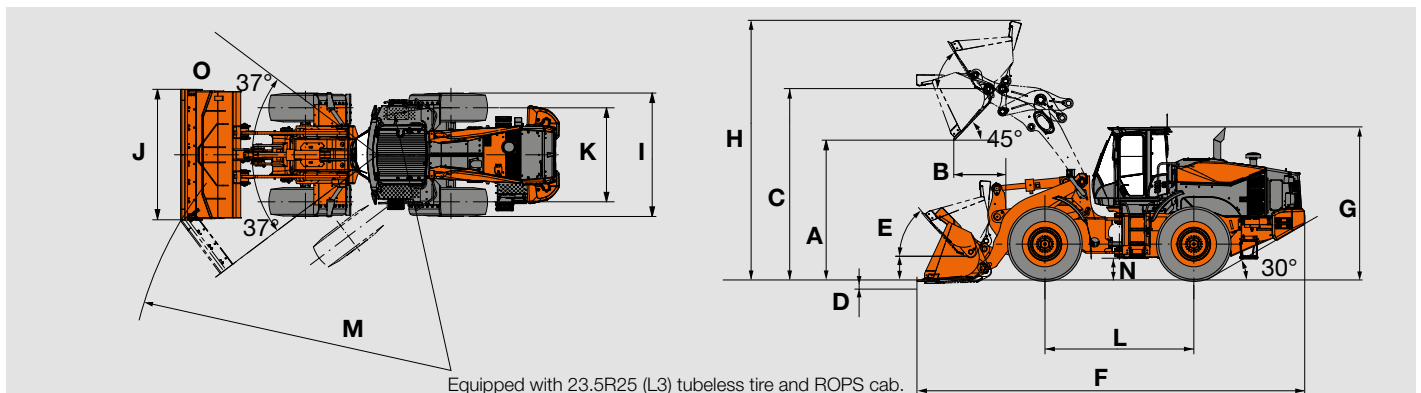 O
37°
J
K
I
37°
M
H
45°
B
C
A
E
G
N
30°
D
L
F
Equipped with 23.5R25 (L3) tubeless tire and ROPS cab.